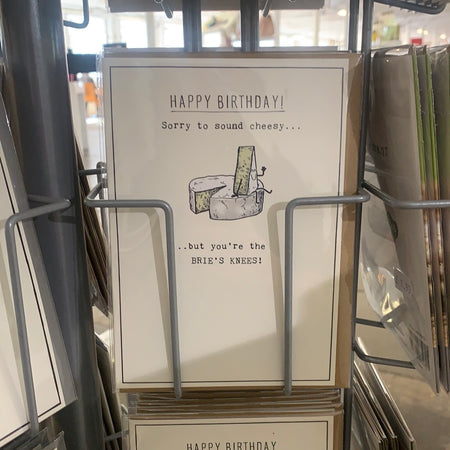 HAPPY BIRTHDAY!
Sorry to sound cheesy...
..but you're the
BRIE'S KNEES!
HAPPY BIRTHDAY